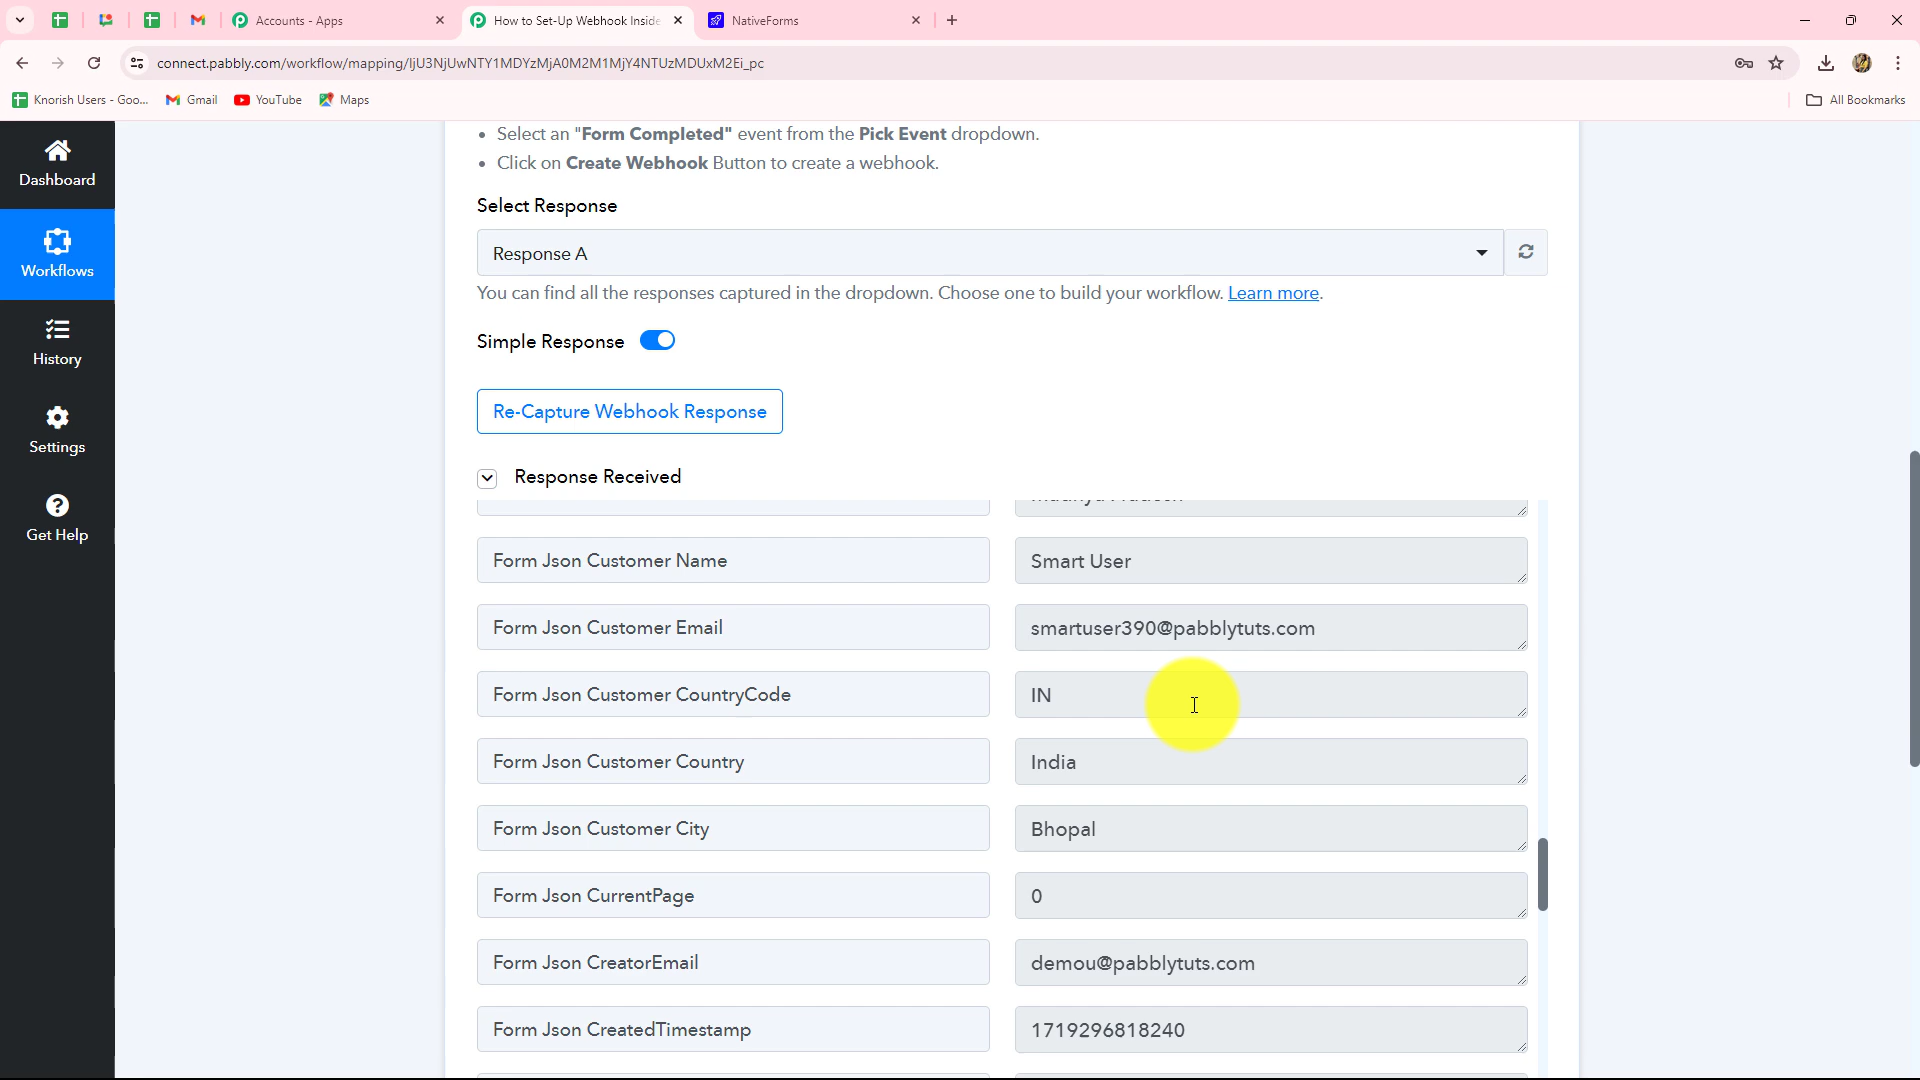 Accounts - Apps
How to Set-Up Webhook Inside
NativeForms
connect.pabbly.com/workflow/mapping/IjU3NjUwNTY1MDYzMjA0M2M1MjY4NTUzMDUxM2Ei_pc
Knorish Users - Goo...
Gmail
YouTube
Maps
All Bookmarks
Dashboard
Workflows
History
Settings
Get Help
• Select an "Form Completed" event from the Pick Event dropdown.
• Click on Create Webhook Button to create a webhook.
Select Response
Response A
You can find all the responses captured in the dropdown. Choose one to build your workflow. Learn more.
Simple Response
Re-Capture Webhook Response
Response Received
Form Json Customer Name
Smart User
Form Json Customer Email
smartuser390@pabblytuts.com
Form Json Customer CountryCode
IN
Form Json Customer Country
India
Form Json Customer City
Bhopal
Form Json CurrentPage
0
Form Json CreatorEmail
demou@pabblytuts.com
Form Json CreatedTimestamp
1719296818240